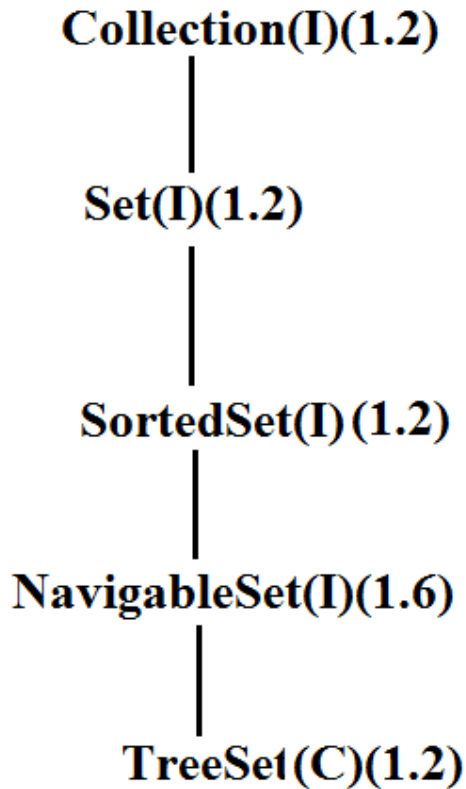 Collection(I)(1.2)
Set(I)(1.2)
SortedSet(I)(1.2)
NavigableSet(I)(1.6)
TreeSet(C)(1.2)